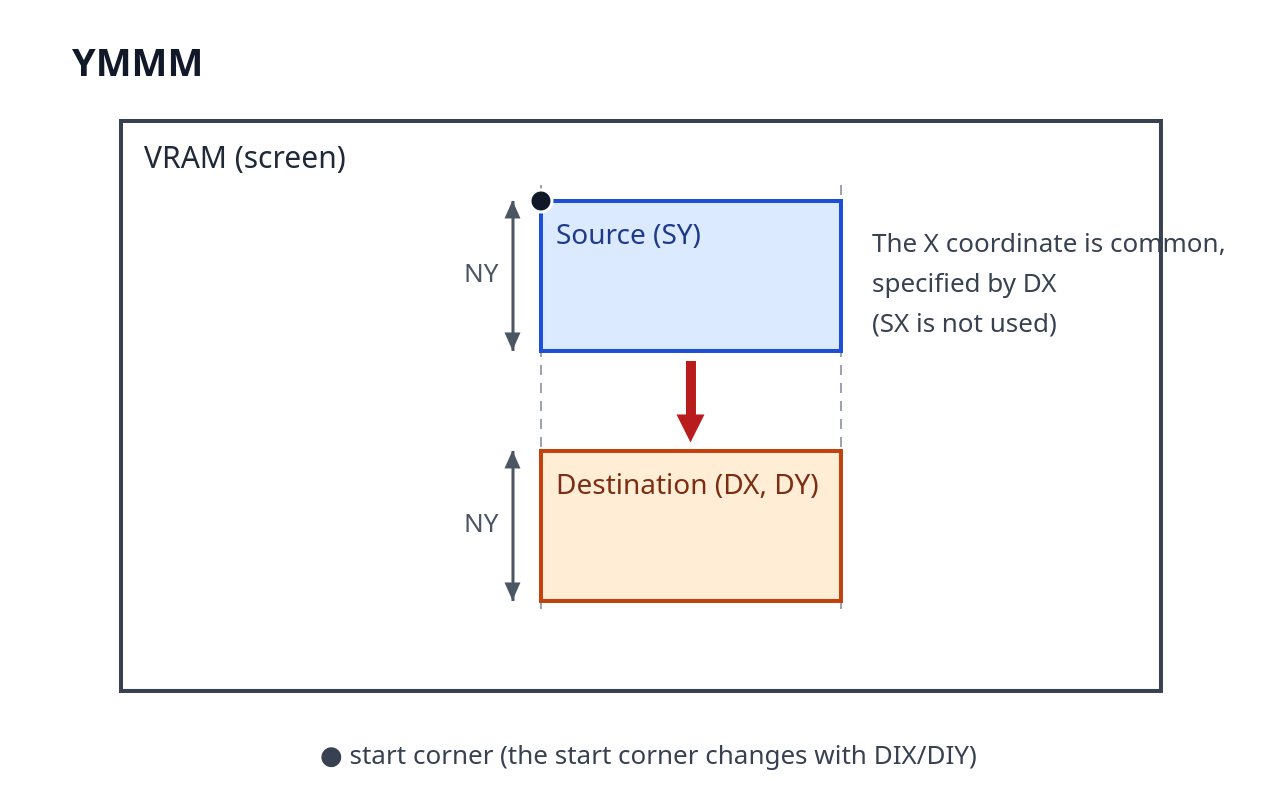 YMMM
VRAM (screen)
Source (SY)
NY
The X coordinate is common,
specified by DX
(SX is not used)
Destination (DX, DY)
NY
● start corner (the start corner changes with DIX/DIY)